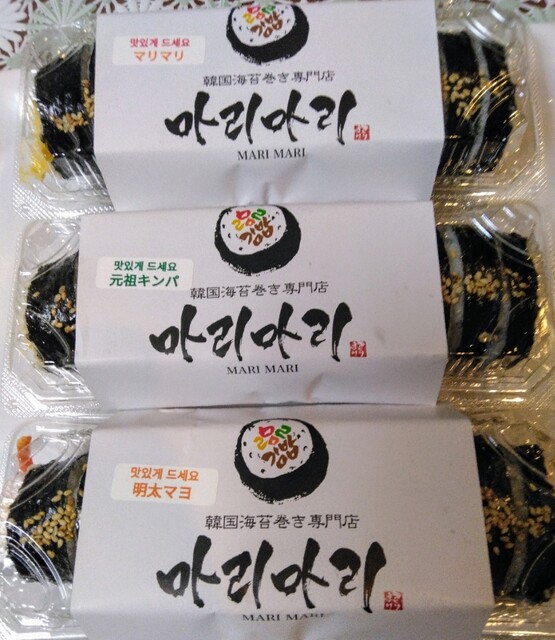 맛있게 드세요
マリマリ
김밥
韓国海苔巻き専門店
마리마리
MARI MARI
맛있게 드세요
元祖キンパ
김밥
韓国海苔巻き専門店
마리마리
MARI MARI
맛있게 드세요
明太マヨ
김밥
韓国海苔巻き専門店
마리마리
MARI MARI